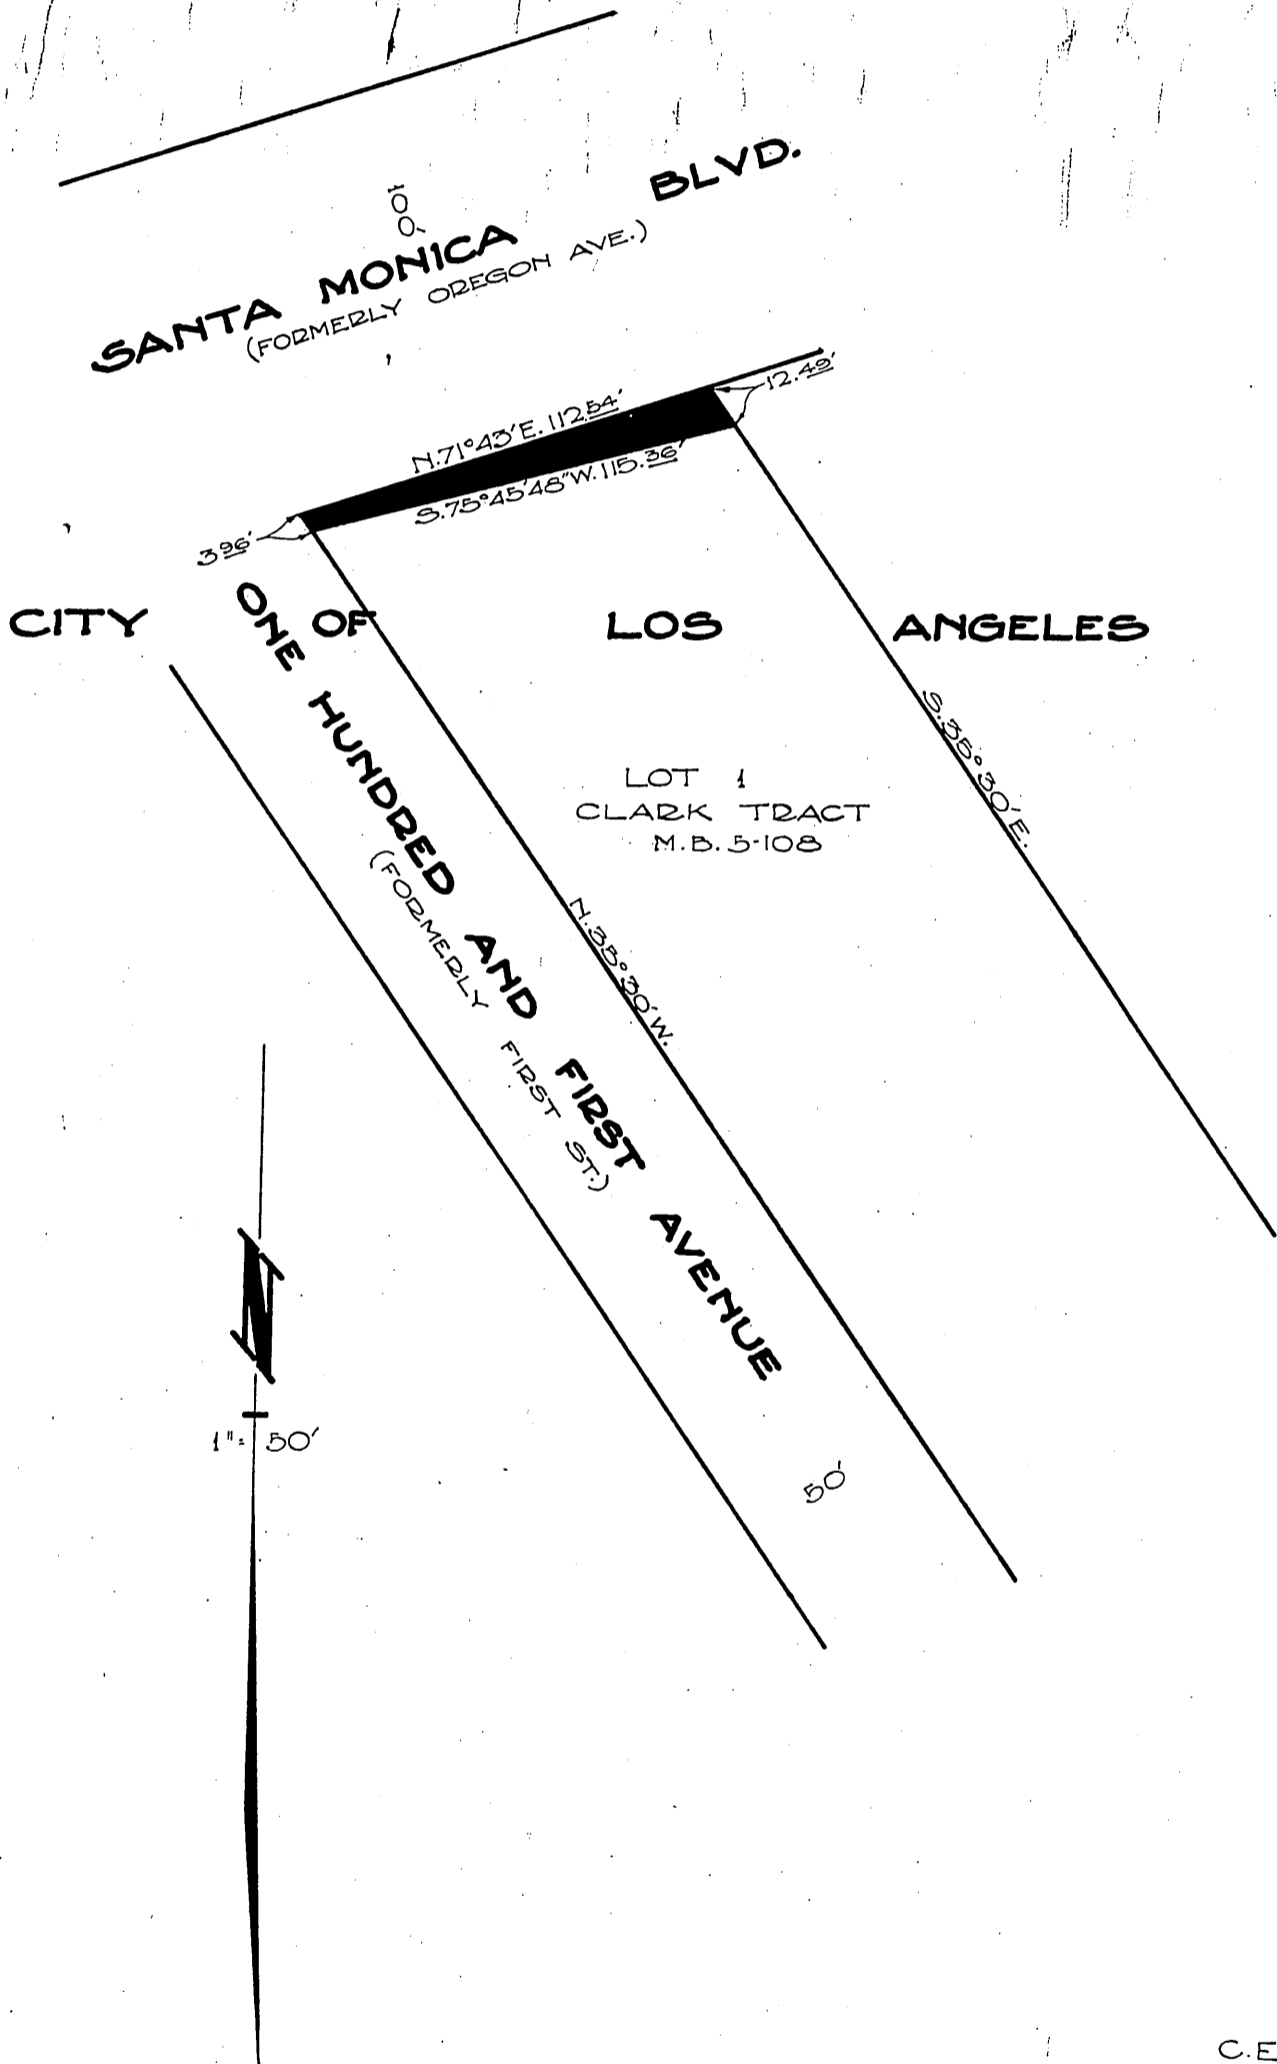 100'
SANTA MONICA BLVD.
(FORMERLY OREGON AVE.)
12.49'
N.71°43'E. 112.54'
S.75°45'48"W. 115.36'
3.96'
CITY OF LOS ANGELES
ONE HUNDRED AND FIRST AVENUE
(FORMERLY FIRST ST.)
S.35°30'E.
LOT 1
CLARK TRACT
M.B. 5-108
N.35°30'W.
N
1"= 50'
50'
C.E